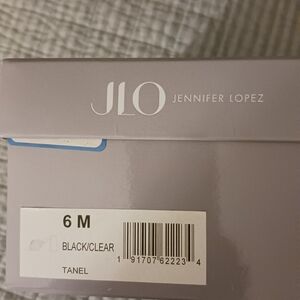 JLO JENNIFER LOPEZ
6 M
BLACK/CLEAR
TANEL
1 91707 62223 4